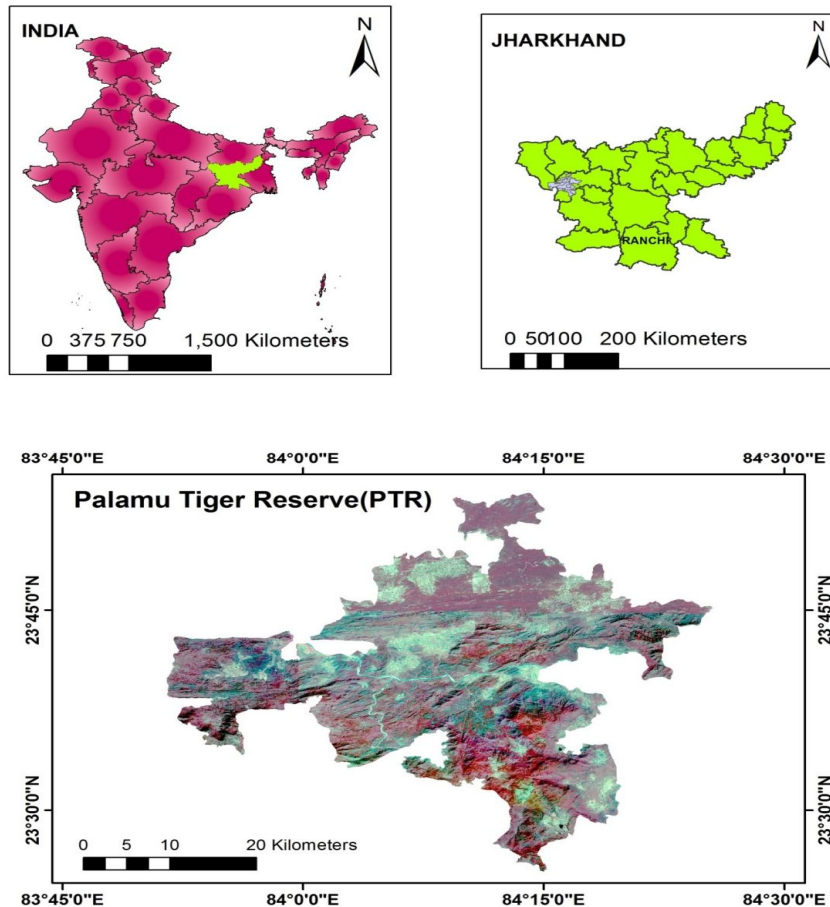 INDIA
N
0 375 750 1,500 Kilometers
JHARKHAND
N
RANCHI
0 50 100 200 Kilometers
83°45'0"E 84°0'0"E 84°15'0"E 84°30'0"E
Palamu Tiger Reserve(PTR)
23°45'0"N 23°45'0"N
23°30'0"N 23°30'0"N
0 5 10 20 Kilometers
83°45'0"E 84°0'0"E 84°15'0"E 84°30'0"E